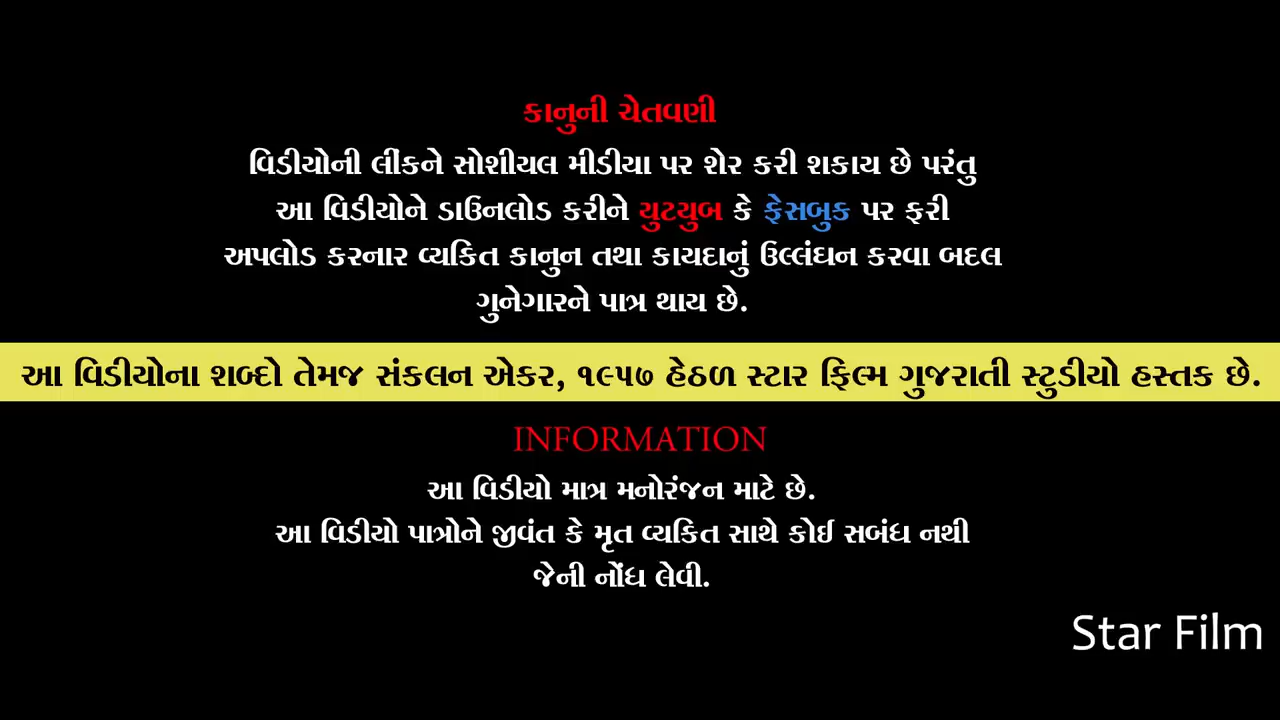 કાનુની ચેતવણી
વિડીયોની લીંકને સોશીયલ મીડીયા પર શેર કરી શકાય છે પરંતુ
આ વિડીયોને ડાઉનલોડ કરીને યુટયુબ કે ફેસબુક પર ફરી
અપલોડ કરનાર વ્યકિત કાનુન તથા કાયદાનું ઉલ્લંઘન કરવા બદલ
ગુનેગારને પાત્ર થાય છે.
આ વિડીયોના શબ્દો તેમજ સંકલન એકર, ૧૯૫૭ હેઠળ સ્ટાર ફિલ્મ ગુજરાતી સ્ટુડીયો હસ્તક છે.
INFORMATION
આ વિડીયો માત્ર મનોરંજન માટે છે.
આ વિડીયો પાત્રોને જીવંત કે મૃત વ્યકિત સાથે કોઈ સબંધ નથી
જેની નોંધ લેવી.
Star Film